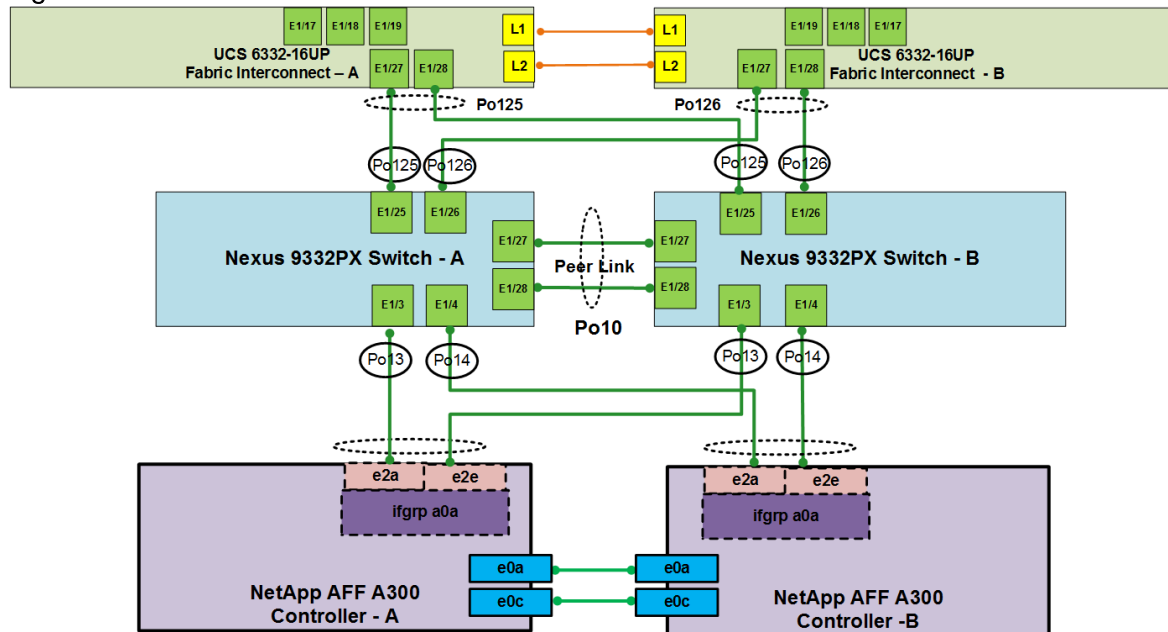 E1/17 E1/18 E1/19
L1
L1
E1/19 E1/18 E1/17
UCS 6332-16UP
Fabric Interconnect – A
E1/27 E1/28
L2
L2
E1/27 E1/28
UCS 6332-16UP
Fabric Interconnect - B
Po125
Po126
Po125 Po126
Po125 Po126
E1/25 E1/26
E1/25 E1/26
E1/27
E1/27
Nexus 9332PX Switch - A
Peer Link
Nexus 9332PX Switch - B
E1/28
E1/28
E1/3 E1/4
E1/3 E1/4
Po10
Po13 Po14
Po13 Po14
e2a e2e
e2a e2e
ifgrp a0a
ifgrp a0a
e0a
e0a
NetApp AFF A300
Controller - A
e0c
e0c
NetApp AFF A300
Controller -B